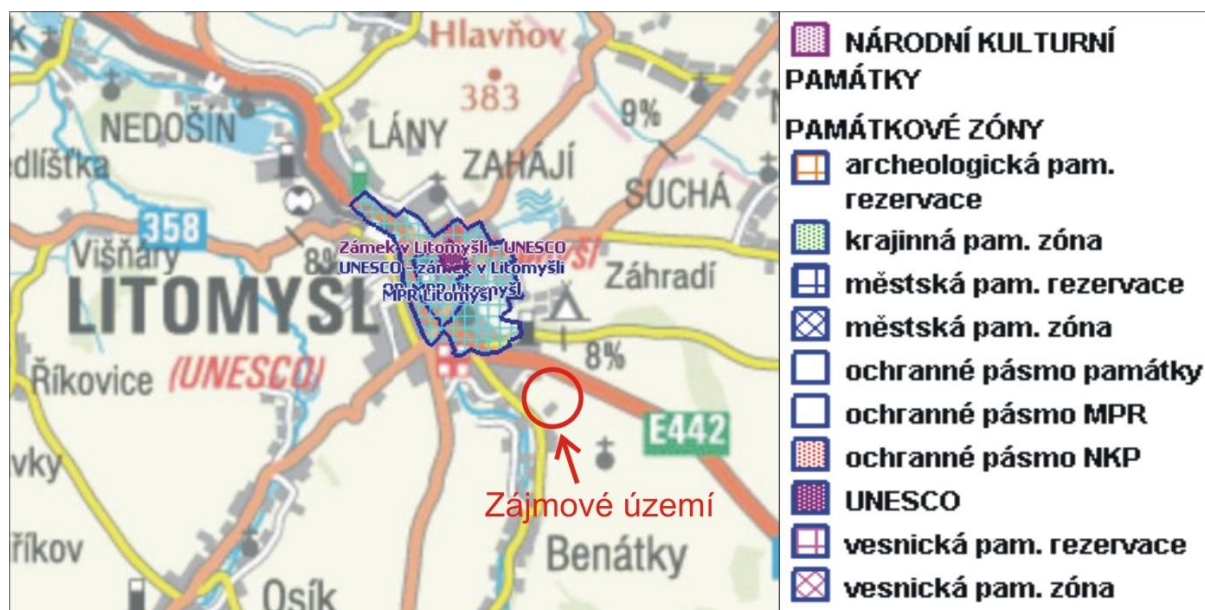 Hlavňov
383
9%
NEDOŠÍN
LÁNY
ZAHÁJÍ
SUCHÁ
358
Višňáry
8%
Zámek v Litomyšli - UNESCO
UNESCO - zámek v Litomyšli
MPR Litomyšl
Záhradí
LITOMYŠL
(UNESCO)
Říkovice
8%
E442
Zájmové území
Benátky
Osík
NÁRODNÍ KULTURNÍ
PAMÁTKY
PAMÁTKOVÉ ZÓNY
archeologická pam.
rezervace
krajinná pam. zóna
městská pam. rezervace
městská pam. zóna
ochranné pásmo památky
ochranné pásmo MPR
ochranné pásmo NKP
UNESCO
vesnická pam. rezervace
vesnická pam. zóna